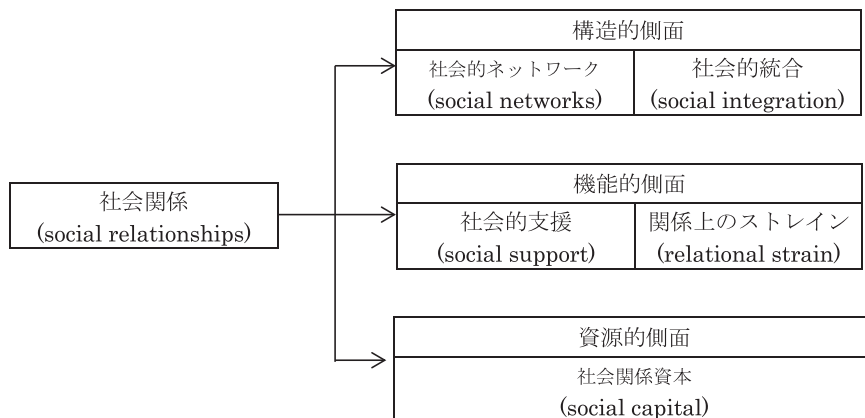 社会関係
(social relationships)
構造的側面
社会的ネットワーク
(social networks)
社会的統合
(social integration)
機能的側面
社会的支援
(social support)
関係上のストレイン
(relational strain)
資源的側面
社会関係資本
(social capital)